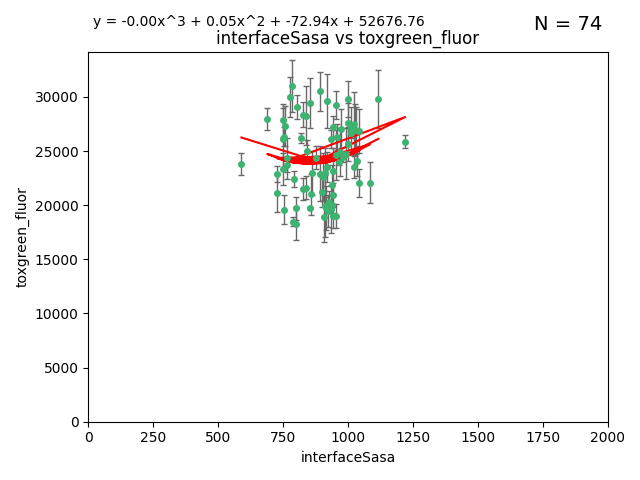 y = -0.00x^3 + 0.05x^2 + -72.94x + 52676.76
N = 74
interfaceSasa vs toxgreen_fluor
30000
25000
20000
15000
10000
5000
0
toxgreen_fluor
0 250 500 750 1000 1250 1500 1750 2000
interfaceSasa